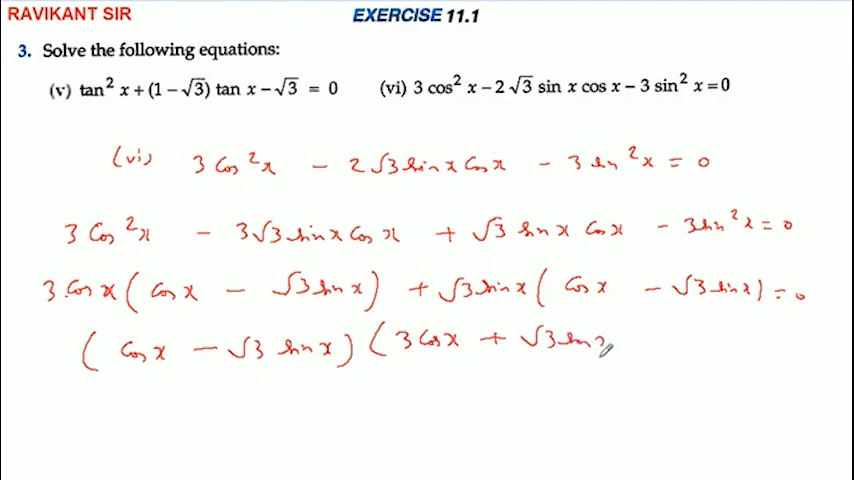 RAVIKANT SIR EXERCISE 11.1
3. Solve the following equations:
(v) tan² x + (1 – √3) tan x – √3 = 0 (vi) 3 cos² x – 2 √3 sin x cos x – 3 sin² x = 0
(vi) 3 Cos²x – 2√3 sin x Cos x – 3 sin²x = 0
3 Cos²x – 3√3 sin x Cos x + √3 sin x Cos x – 3 sin²x = 0
3 Cos x ( Cos x – √3 sin x ) + √3 sin x ( Cos x – √3 sin x ) = 0
( Cos x – √3 sin x ) ( 3 Cos x + √3 sin x